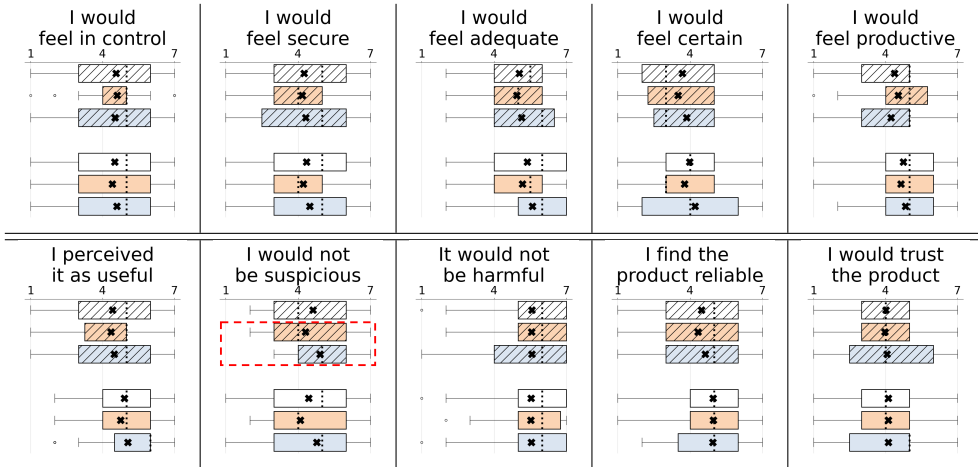 I would
feel in control
1 4 7
I would
feel secure
1 4 7
I would
feel adequate
1 4 7
I would
feel certain
1 4 7
I would
feel productive
1 4 7
I perceived
it as useful
1 4 7
I would not
be suspicious
1 4 7
It would not
be harmful
1 4 7
I find the
product reliable
1 4 7
I would trust
the product
1 4 7